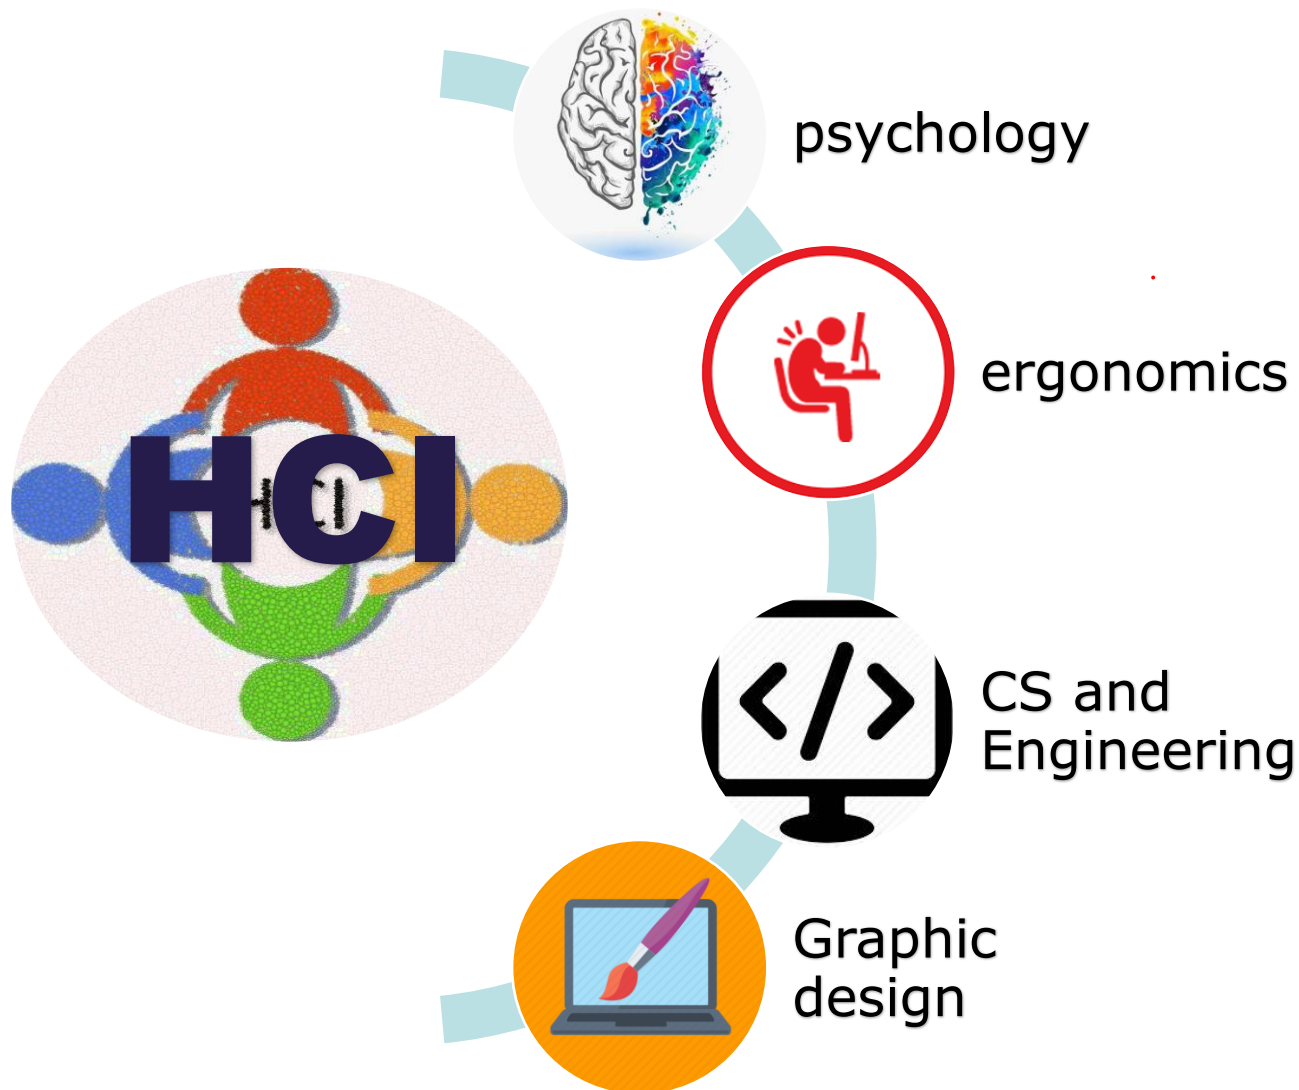 psychology
ergonomics
HCI
CS and
Engineering
Graphic
design